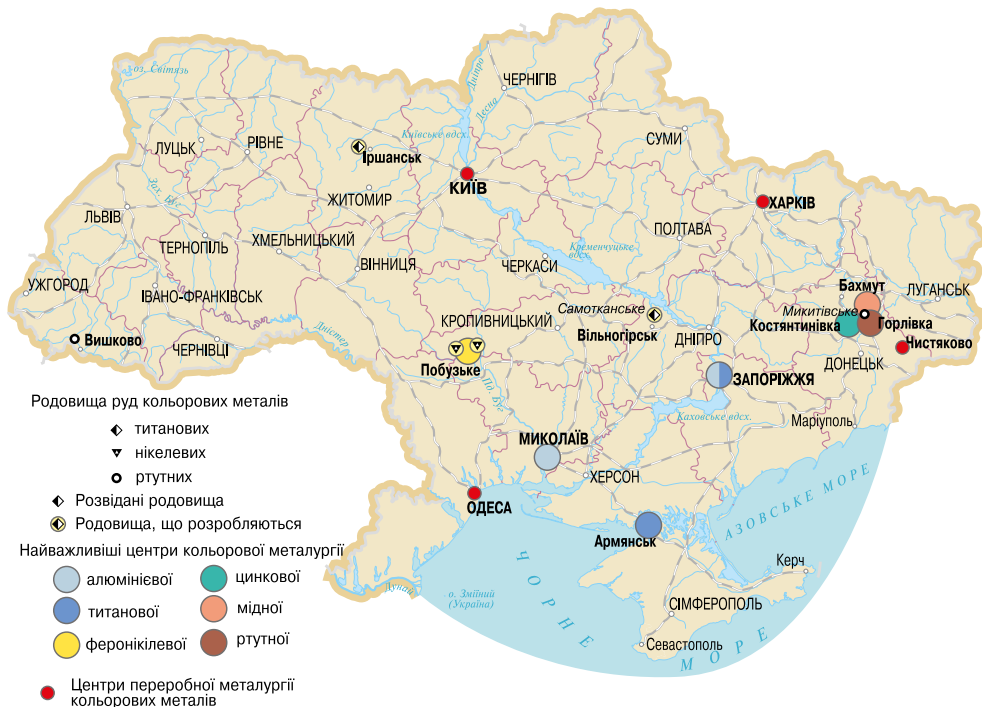 оз. Світязь
Дніпро
Десна
ЧЕРНІГІВ
ЛУЦЬК
РІВНЕ
Київське вдсх.
СУМИ
Іршанськ
КИЇВ
Зах. Буг
ЖИТОМИР
ХАРКІВ
ЛЬВІВ
ПОЛТАВА
ТЕРНОПІЛЬ
ХМЕЛЬНИЦЬКИЙ
Кременчуцьке
вдсх.
ВІННИЦЯ
ЧЕРКАСИ
УЖГОРОД
ІВАНО-ФРАНКІВСЬК
Бахмут
ЛУГАНСЬК
Самотканське
Микитівське
КРОПИВНИЦЬКИЙ
Костянтинівка
Горлівка
Дністер
Вільногірськ
ДНІПРО
Вишково
ЧЕРНІВЦІ
Чистяково
Побузьке
ДОНЕЦЬК
Пд. Буг
ЗАПОРІЖЖЯ
Каховське вдсх.
Маріуполь
МИКОЛАЇВ
ХЕРСОН
ОДЕСА
АЗОВСЬКЕ МОРЕ
Армянськ
Керч
Дунай
о. Зміїний
(Україна)
СІМФЕРОПОЛЬ
Севастополь
ЧОРНЕ МОРЕ
Родовища руд кольорових металів
титанових
нікелевих
ртутних
Розвідані родовища
Родовища, що розробляються
Найважливіші центри кольорової металургії
алюмінієвої
титанової
феронікілевої
цинкової
мідної
ртутної
Центри переробної металургії
кольорових металів